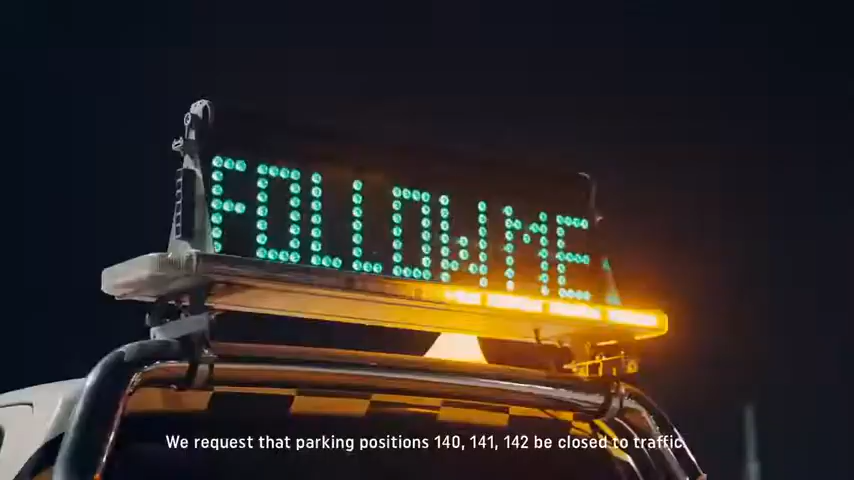 FOLLOW ME
We request that parking positions 140, 141, 142 be closed to traffic.